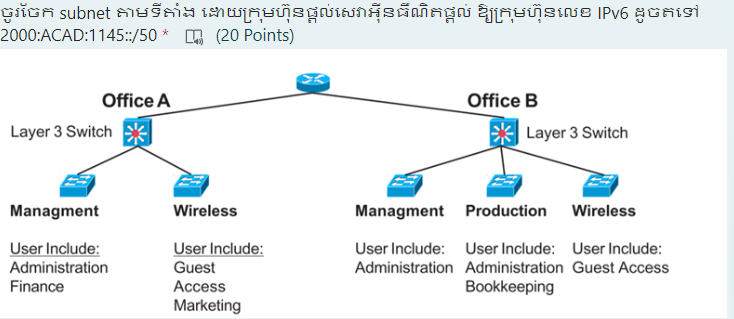 ចូរចែក subnet តាមទីតាំង ដោយក្រុមហ៊ុនផ្តល់សេវាអ៊ីនធឺណិតផ្តល់ ឱ្យក្រុមហ៊ុនលេខ IPv6 ដូចតទៅ
2000:ACAD:1145::/50 * (20 Points)
Office A
Office B
Layer 3 Switch
Layer 3 Switch
Managment Wireless Managment Production Wireless
User Include: User Include: User Include: User Include: User Include:
Administration Guest Administration Administration Guest Access
Finance Access Bookkeeping
Marketing